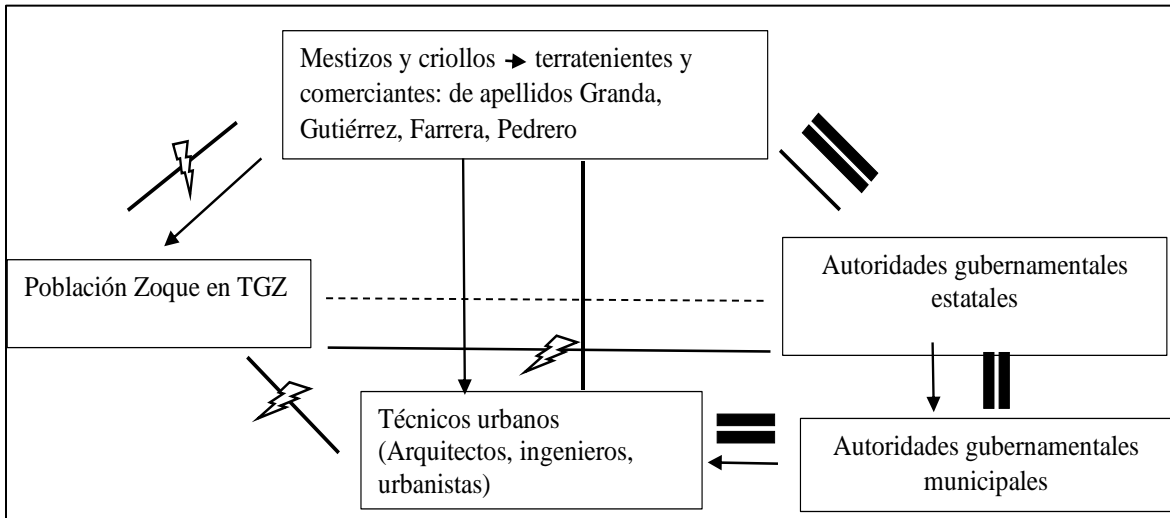 Mestizos y criollos → terratenientes y
comerciantes: de apellidos Granda,
Gutiérrez, Farrera, Pedrero
Población Zoque en TGZ
Autoridades gubernamentales
estatales
Técnicos urbanos
(Arquitectos, ingenieros,
urbanistas)
Autoridades gubernamentales
municipales